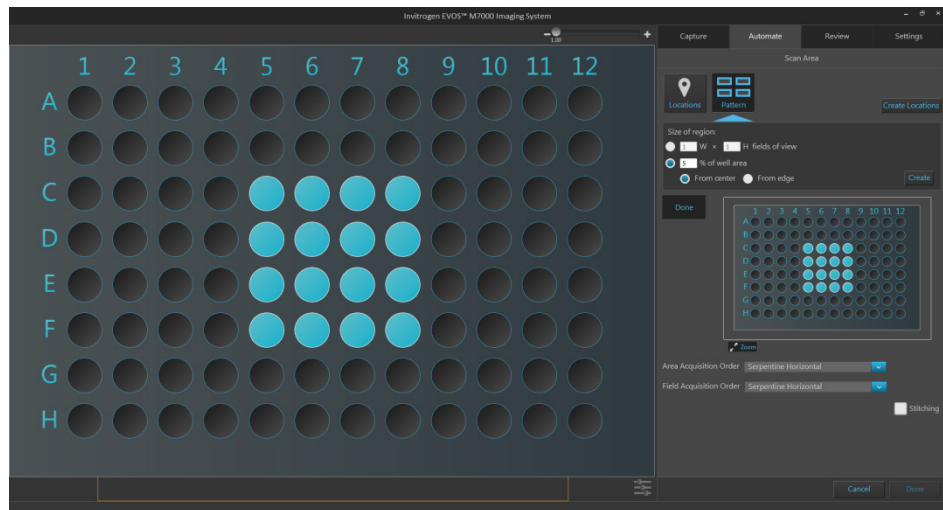 Invitrogen EVOS™ M7000 Imaging System
1.00
Capture Automate Review Settings
Scan Area
Locations Pattern Create Locations
Size of region:
1 W × 1 H fields of view
5 % of well area
From center From edge Create
Done
1 2 3 4 5 6 7 8 9 10 11 12
A
B
C
D
E
F
G
H
1 2 3 4 5 6 7 8 9 10 11 12
A
B
C
D
E
F
G
H
Zoom
Area Acquisition Order Serpentine Horizontal
Field Acquisition Order Serpentine Horizontal
Stitching
Cancel Done